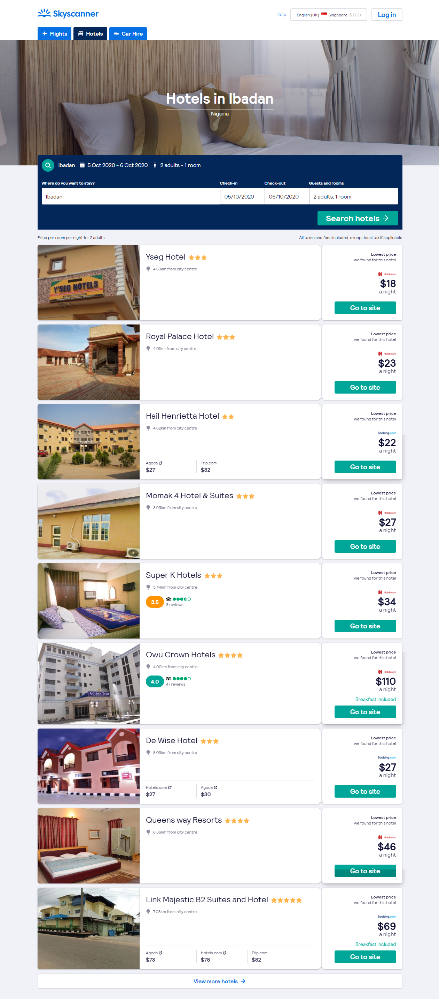 Skyscanner
Help
English (UK) Singapore $ SGD
Log in
Flights
Hotels
Car Hire
Hotels in Ibadan
Nigeria
Ibadan 5 Oct 2020 - 6 Oct 2020 2 adults - 1 room
Where do you want to stay? Check-in Check-out Guests and rooms
Ibadan 05/10/2020 06/10/2020 2 adults, 1 room
Search hotels
Price per room per night for 2 adults
All taxes and fees included, except local tax if applicable
Y'SEG HOTELS
Yseg Hotel
4.63km from city centre
Lowest price
we found for this hotel
Hotels.com
$18
a night
Go to site
Royal
Royal Palace Hotel
4.01km from city centre
Lowest price
we found for this hotel
Hotels.com
$23
a night
Go to site
Hail Henrietta Hotel
4.62km from city centre
Agoda
$27
Trip.com
$32
Lowest price
we found for this hotel
Booking.com
$22
a night
Go to site
Momak 4 Hotel & Suites
3.95km from city centre
Lowest price
we found for this hotel
Hotels.com
$27
a night
Go to site
Super K Hotels
5.44km from city centre
3.5
3 reviews
Lowest price
we found for this hotel
Hotels.com
$34
a night
Go to site
GOLDEN TULIP
Owu Crown Hotels
4.00km from city centre
4.0
47 reviews
Lowest price
we found for this hotel
Hotels.com
$110
a night
Breakfast included
Go to site
De Wise Hotel
8.03km from city centre
Hotels.com
$27
Agoda
$30
Lowest price
we found for this hotel
Booking.com
$27
a night
Go to site
Queens way Resorts
6.36km from city centre
Lowest price
we found for this hotel
Hotels.com
$46
a night
Go to site
Link Majestic B2 Suites and Hotel
7.08km from city centre
Agoda
$73
Hotels.com
$78
Trip.com
$82
Lowest price
we found for this hotel
Booking.com
$69
a night
Breakfast included
Go to site
View more hotels